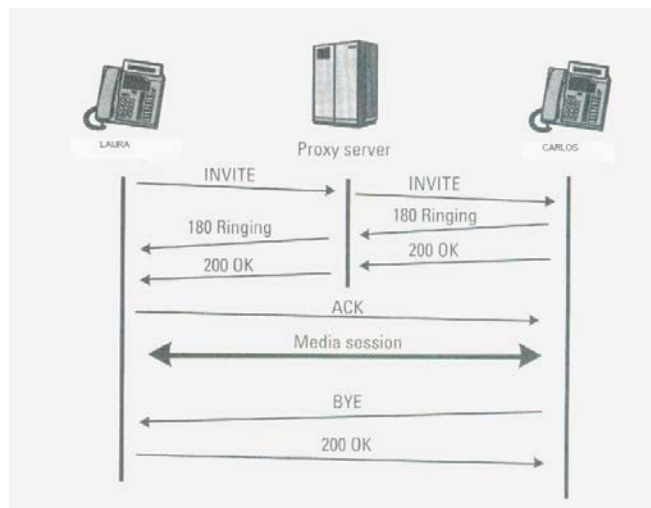 LAURA
Proxy server
CARLOS
INVITE
INVITE
180 Ringing
180 Ringing
200 OK
200 OK
ACK
Media session
BYE
200 OK